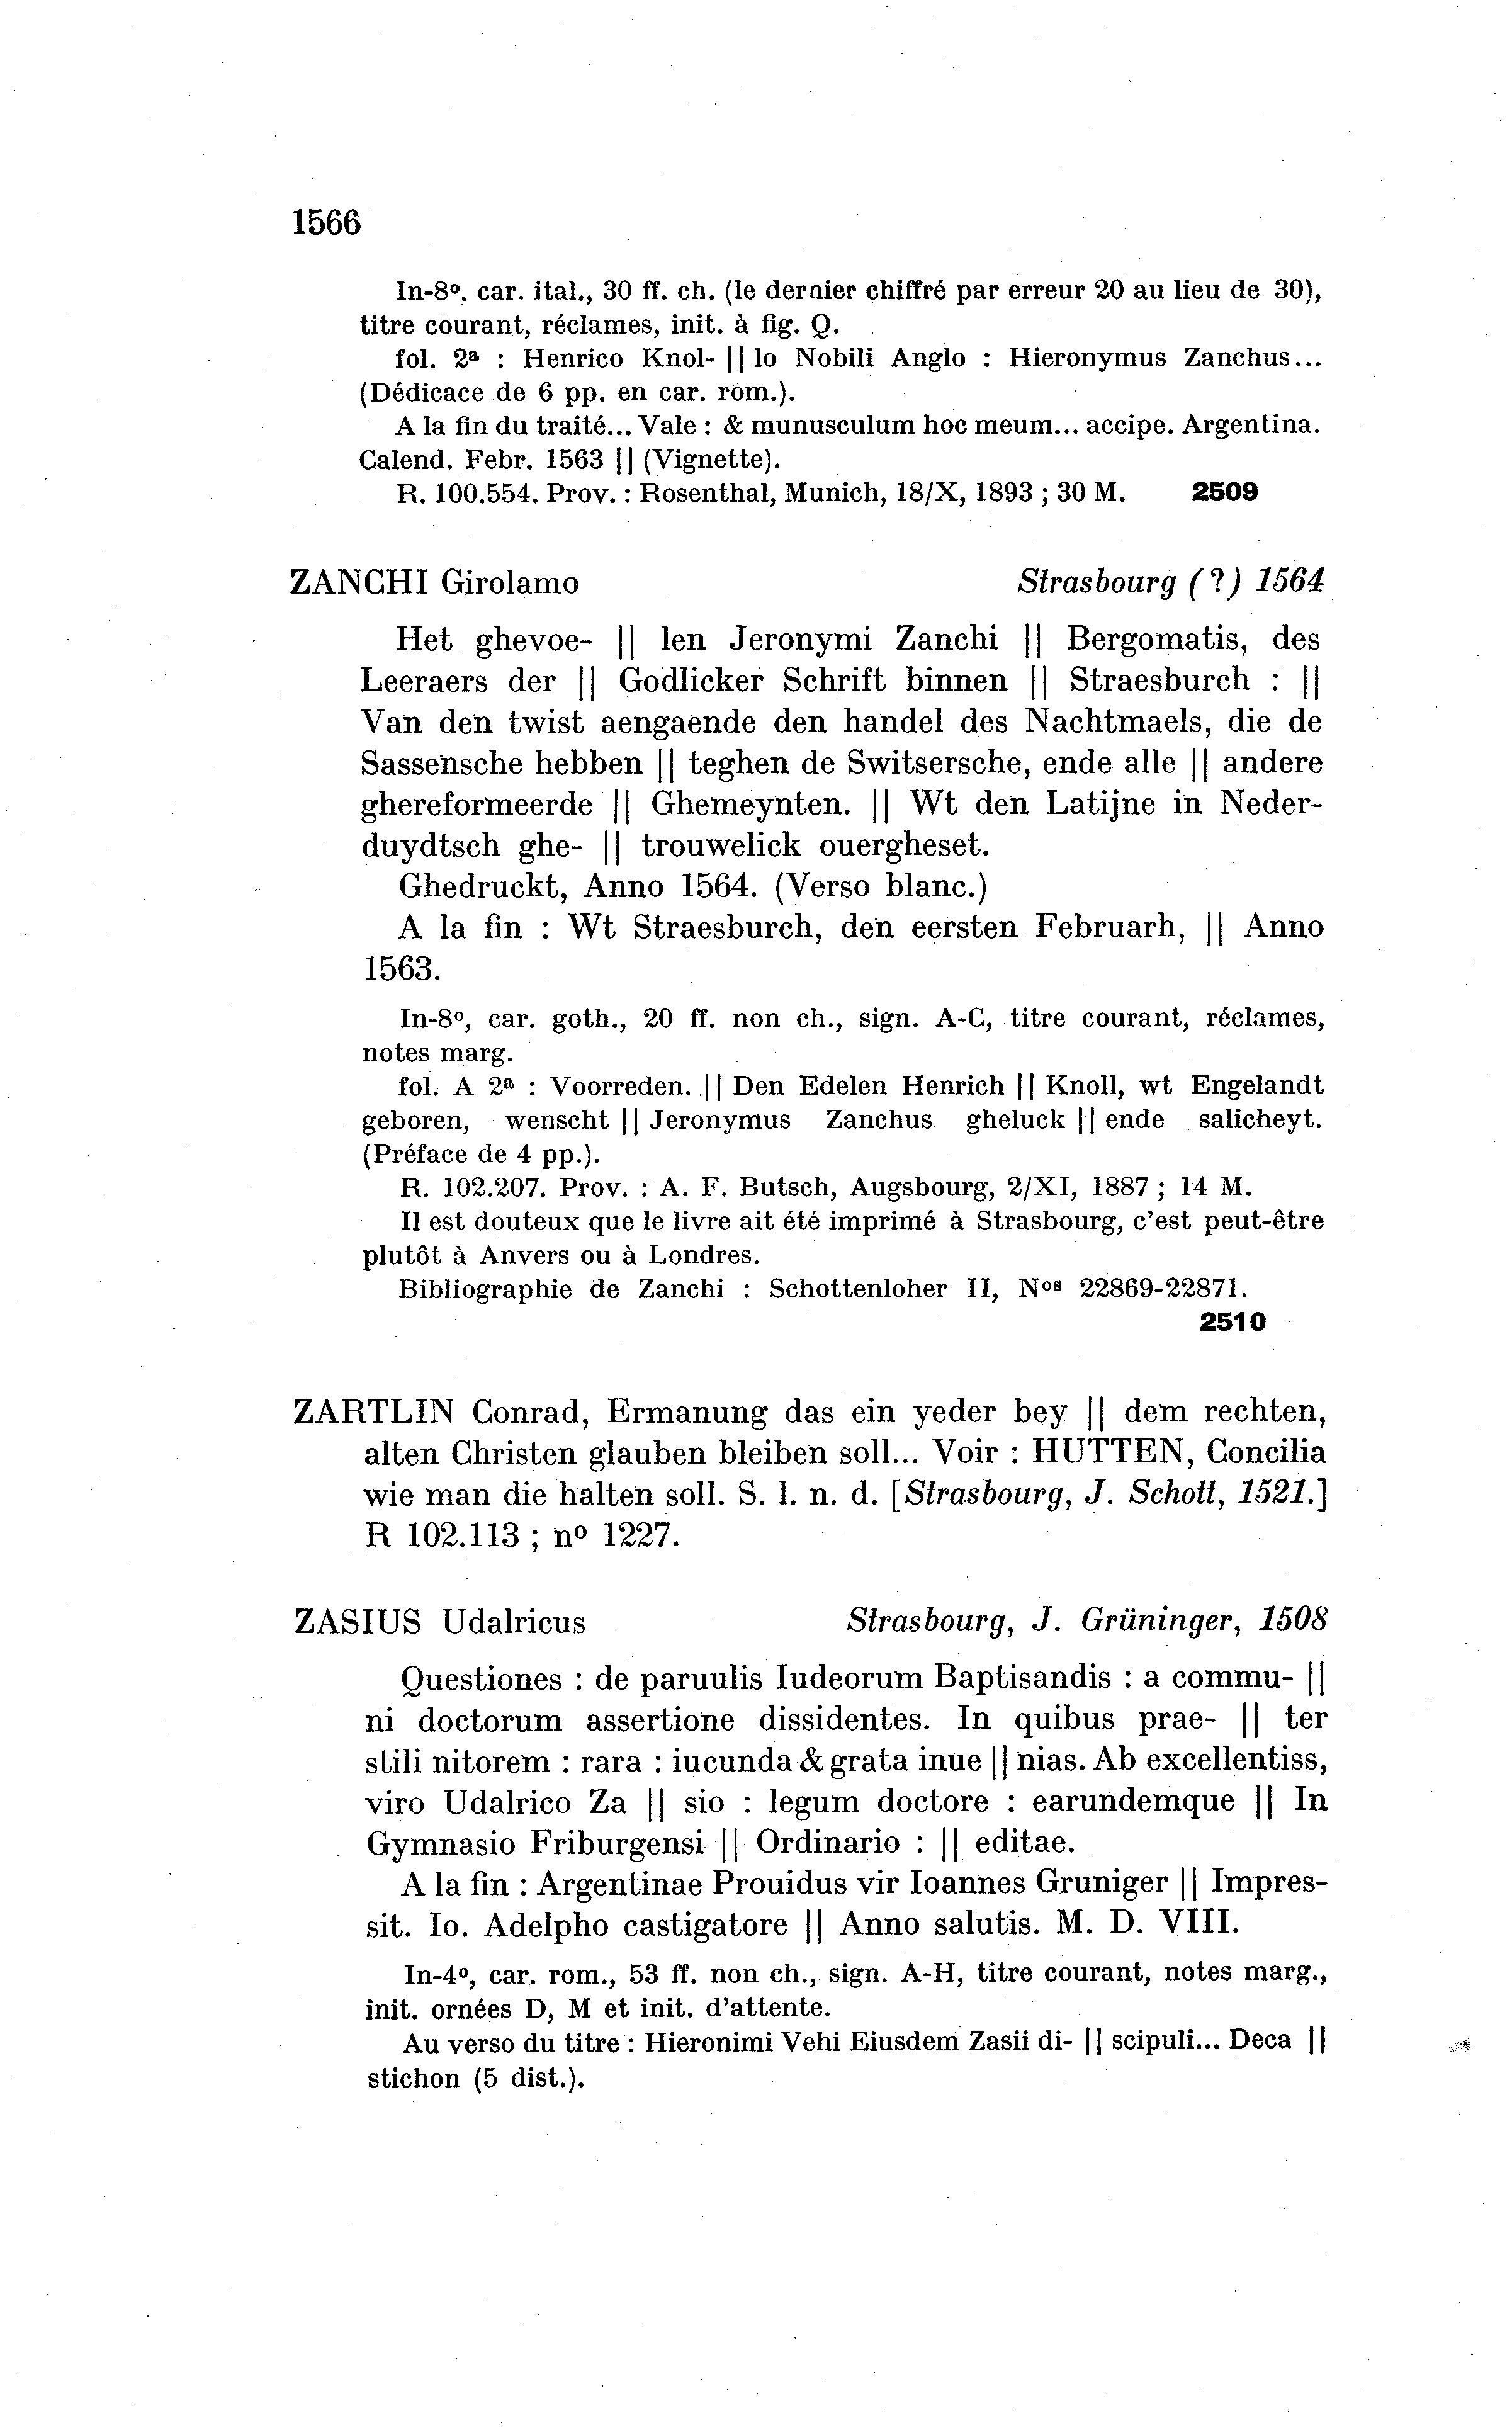 1566
In-8º. car. ital., 30 ff. ch. (le dernier chiffré par erreur 20 au lieu de 30),
titre courant, réclames, init. à fig. Q.
fol. 2ª : Henrico Knol- || lo Nobili Anglo : Hieronymus Zanchus...
(Dédicace de 6 pp. en car. rom.).
A la fin du traité... Vale : & munusculum hoc meum... accipe. Argentina.
Calend. Febr. 1563 || (Vignette).
R. 100.554. Prov. : Rosenthal, Munich, 18/X, 1893 ; 30 M. 2509
ZANCHI Girolamo Strasbourg (?) 1564
Het ghevoe- || len Jeronymi Zanchi || Bergomatis, des
Leeraers der || Godlicker Schrift binnen || Straesburch : ||
Van den twist aengaende den handel des Nachtmaels, die de
Sassensche hebben || teghen de Switsersche, ende alle || andere
ghereformeerde || Ghemeynten. || Wt den Latijne in Neder-
duydtsch ghe- || trouwelick ouergheset.
Ghedruckt, Anno 1564. (Verso blanc.)
A la fin : Wt Straesburch, den eersten Februarh, || Anno
1563.
In-8º, car. goth., 20 ff. non ch., sign. A-C, titre courant, réclames,
notes marg.
fol. A 2ª : Voorreden. || Den Edelen Henrich || Knoll, wt Engelandt
geboren, wenscht || Jeronymus Zanchus gheluck || ende salicheyt.
(Préface de 4 pp.).
R. 102.207. Prov. : A. F. Butsch, Augsbourg, 2/XI, 1887 ; 14 M.
Il est douteux que le livre ait été imprimé à Strasbourg, c'est peut-être
plutôt à Anvers ou à Londres.
Bibliographie de Zanchi : Schottenloher II, Nos 22869-22871.
2510
ZARTLIN Conrad, Ermanung das ein yeder bey || dem rechten,
alten Christen glauben bleiben soll... Voir : HUTTEN, Concilia
wie man die halten soll. S. l. n. d. [Strasbourg, J. Schott, 1521.]
R 102.113 ; nº 1227.
ZASIUS Udalricus Strasbourg, J. Grüninger, 1508
Questiones : de paruulis Iudeorum Baptisandis : a commu- ||
ni doctorum assertione dissidentes. In quibus prae- || ter
stili nitorem : rara : iucunda & grata inue || nias. Ab excellentiss,
viro Udalrico Za || sio : legum doctore : earundemque || In
Gymnasio Friburgensi || Ordinario : || editae.
A la fin : Argentinae Prouidus vir Ioannes Gruniger || Impres-
sit. Io. Adelpho castigatore || Anno salutis. M. D. VIII.
In-4º, car. rom., 53 ff. non ch., sign. A-H, titre courant, notes marg.,
init. ornées D, M et init. d'attente.
Au verso du titre : Hieronimi Vehi Eiusdem Zasii di- || scipuli... Deca ||
stichon (5 dist.).